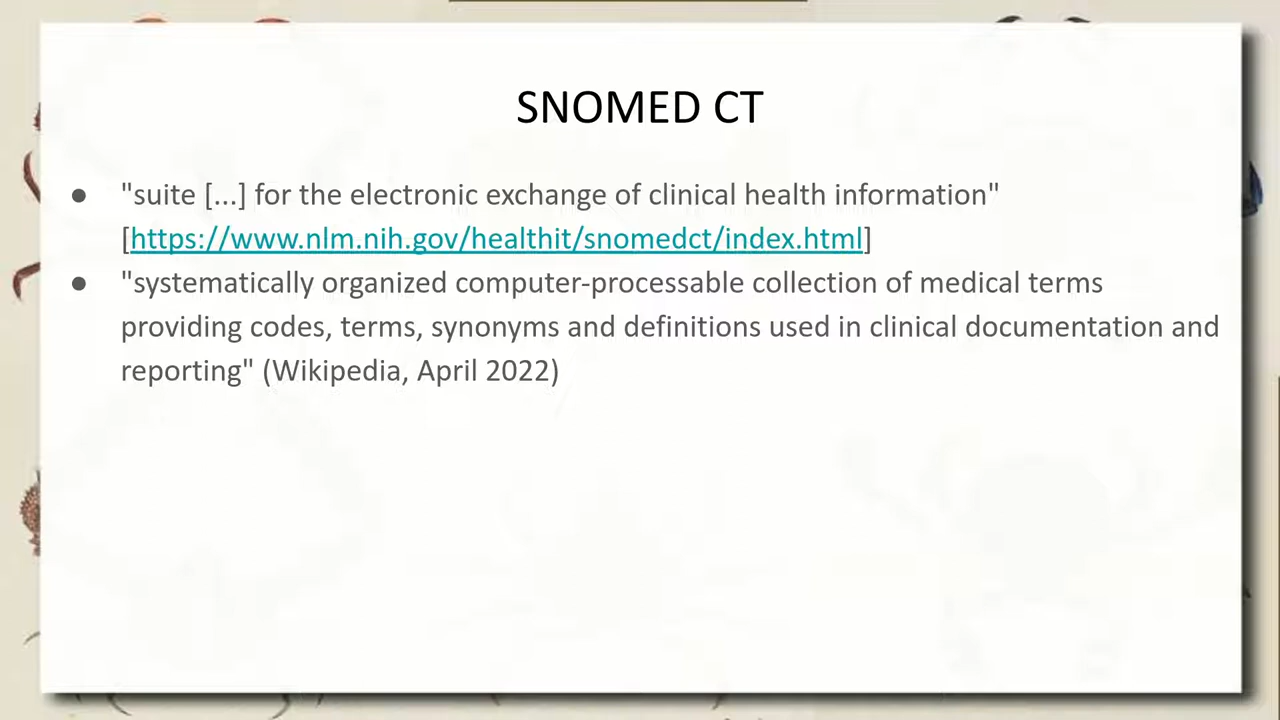 SNOMED CT
● "suite [...] for the electronic exchange of clinical health information"
[https://www.nlm.nih.gov/healthit/snomedct/index.html]
● "systematically organized computer-processable collection of medical terms
providing codes, terms, synonyms and definitions used in clinical documentation and
reporting" (Wikipedia, April 2022)